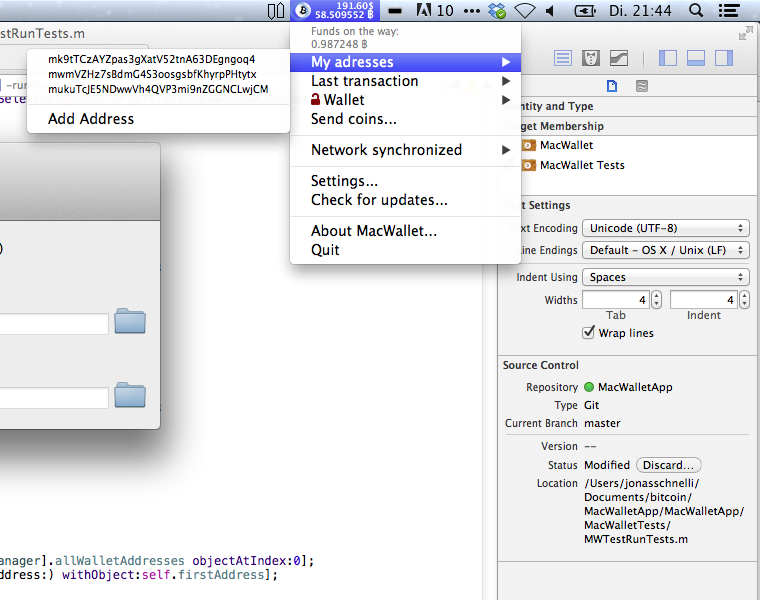 191.60$
58.509552 ฿
10
Di. 21:44
stRunTests.m
Funds on the way:
0.987248 ฿
My adresses
Last transaction
Wallet
Send coins...
Network synchronized
Settings...
Check for updates...
About MacWallet...
Quit
mk9tTCzAYZpas3gXatV52tnA63DEgngoq4
mwmVZHz7sBdmG4S3oosgsbfKhyrpPHtytx
mukuTcJE5NDwwVh4QVP3mi9nZGGNCLwjCM
Add Address
-run
Sele
)
ntity and Type
rget Membership
MacWallet
MacWallet Tests
t Settings
xt Encoding Unicode (UTF-8)
ine Endings Default - OS X / Unix (LF)
Indent Using Spaces
Widths 4 4
Tab Indent
Wrap lines
Source Control
Repository MacWalletApp
Type Git
Current Branch master
Version --
Status Modified Discard...
Location /Users/jonasschnelli/
Documents/bitcoin/
MacWalletApp/MacWalletApp/
MacWalletTests/
MWTestRunTests.m
anager].allWalletAddresses objectAtIndex:0];
ddress:) withObject:self.firstAddress];